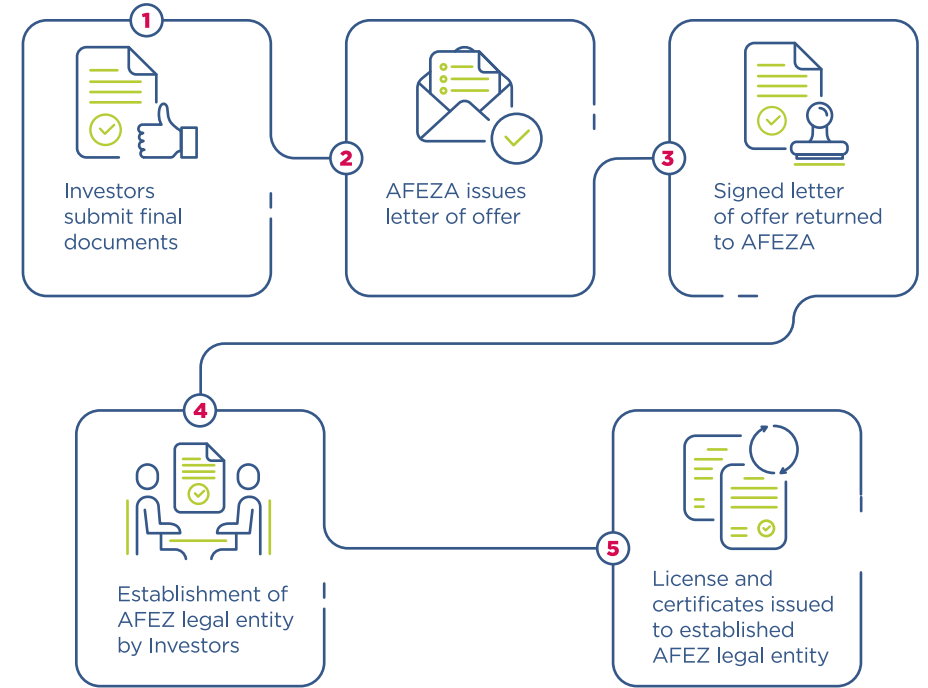 1
Investors
submit final
documents
2
AFEZA issues
letter of offer
3
Signed letter
of offer returned
to AFEZA
4
Establishment of
AFEZ legal entity
by Investors
5
License and
certificates issued
to established
AFEZ legal entity